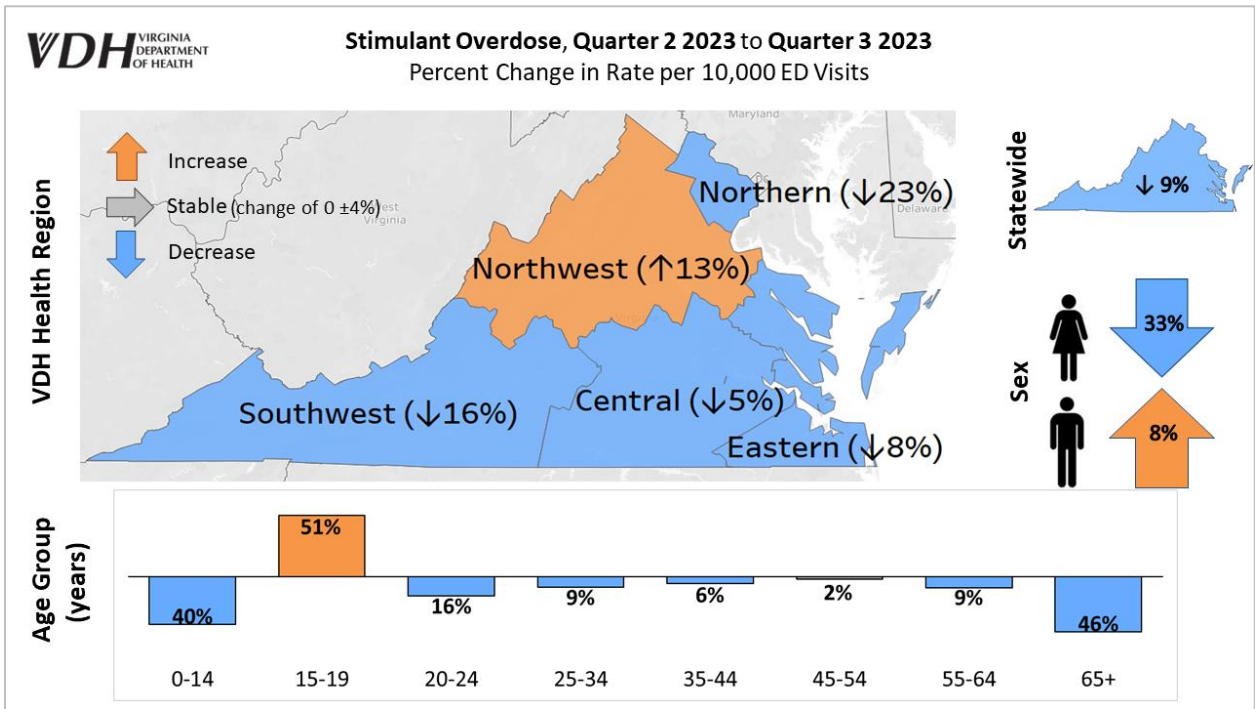 VDH VIRGINIA
DEPARTMENT
OF HEALTH
Stimulant Overdose, Quarter 2 2023 to Quarter 3 2023
Percent Change in Rate per 10,000 ED Visits
VDH Health Region
Increase
Stable (change of 0 ±4%)
Decrease
West
Virginia
Maryland
Delaware
Northern (↓23%)
Northwest (↑13%)
Southwest (↓16%)
Central (↓5%)
Eastern (↓8%)
Statewide
↓ 9%
Sex
33%
8%
Age Group
(years)
40%
51%
16%
9%
6%
2%
9%
46%
0-14
15-19
20-24
25-34
35-44
45-54
55-64
65+